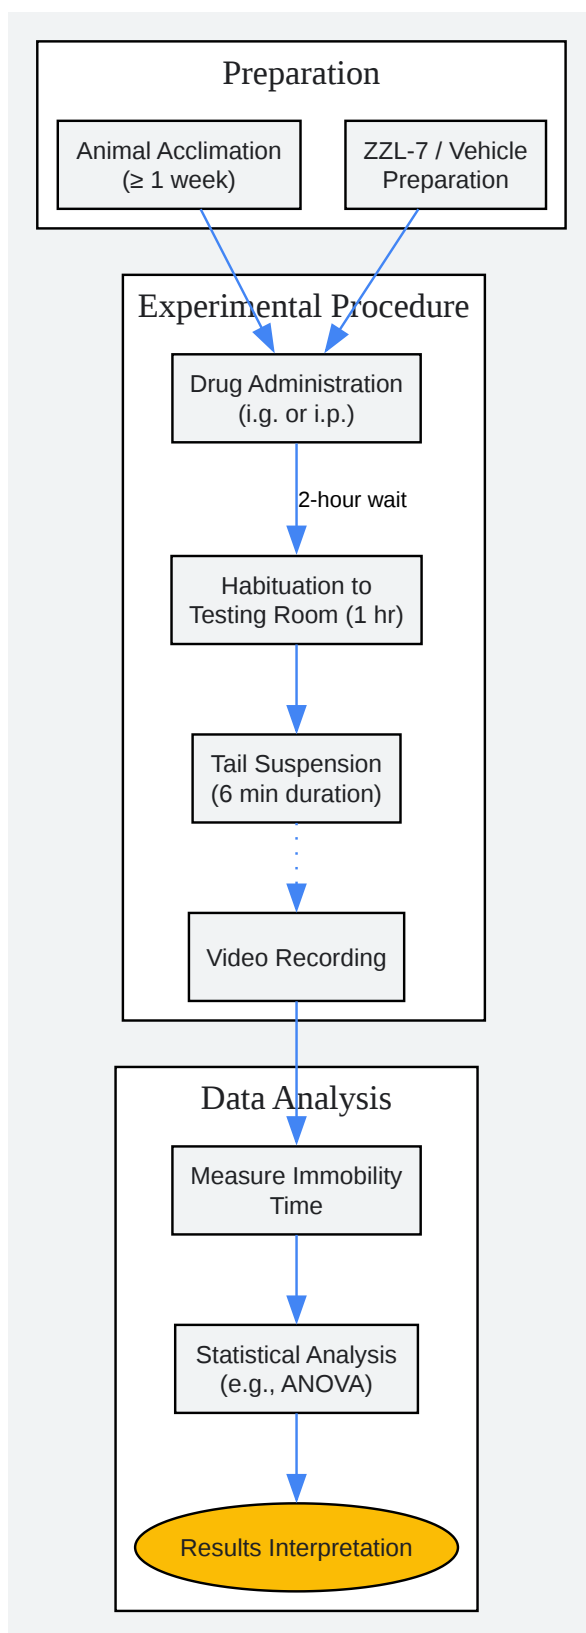 Preparation
Animal Acclimation
(≥ 1 week)
ZZL-7 / Vehicle
Preparation
Experimental Procedure
Drug Administration
(i.g. or i.p.)
2-hour wait
Habituation to
Testing Room (1 hr)
Tail Suspension
(6 min duration)
Video Recording
Data Analysis
Measure Immobility
Time
Statistical Analysis
(e.g., ANOVA)
Results Interpretation